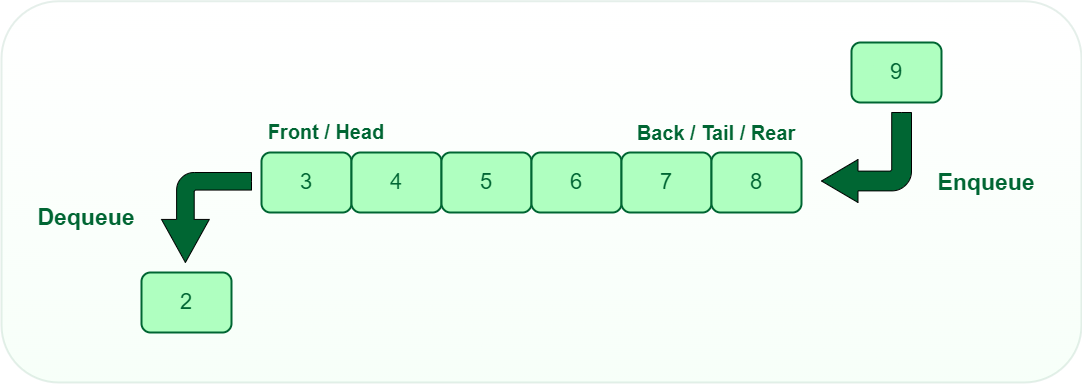 9
Front / Head
Back / Tail / Rear
3 4 5 6 7 8
Enqueue
Dequeue
2